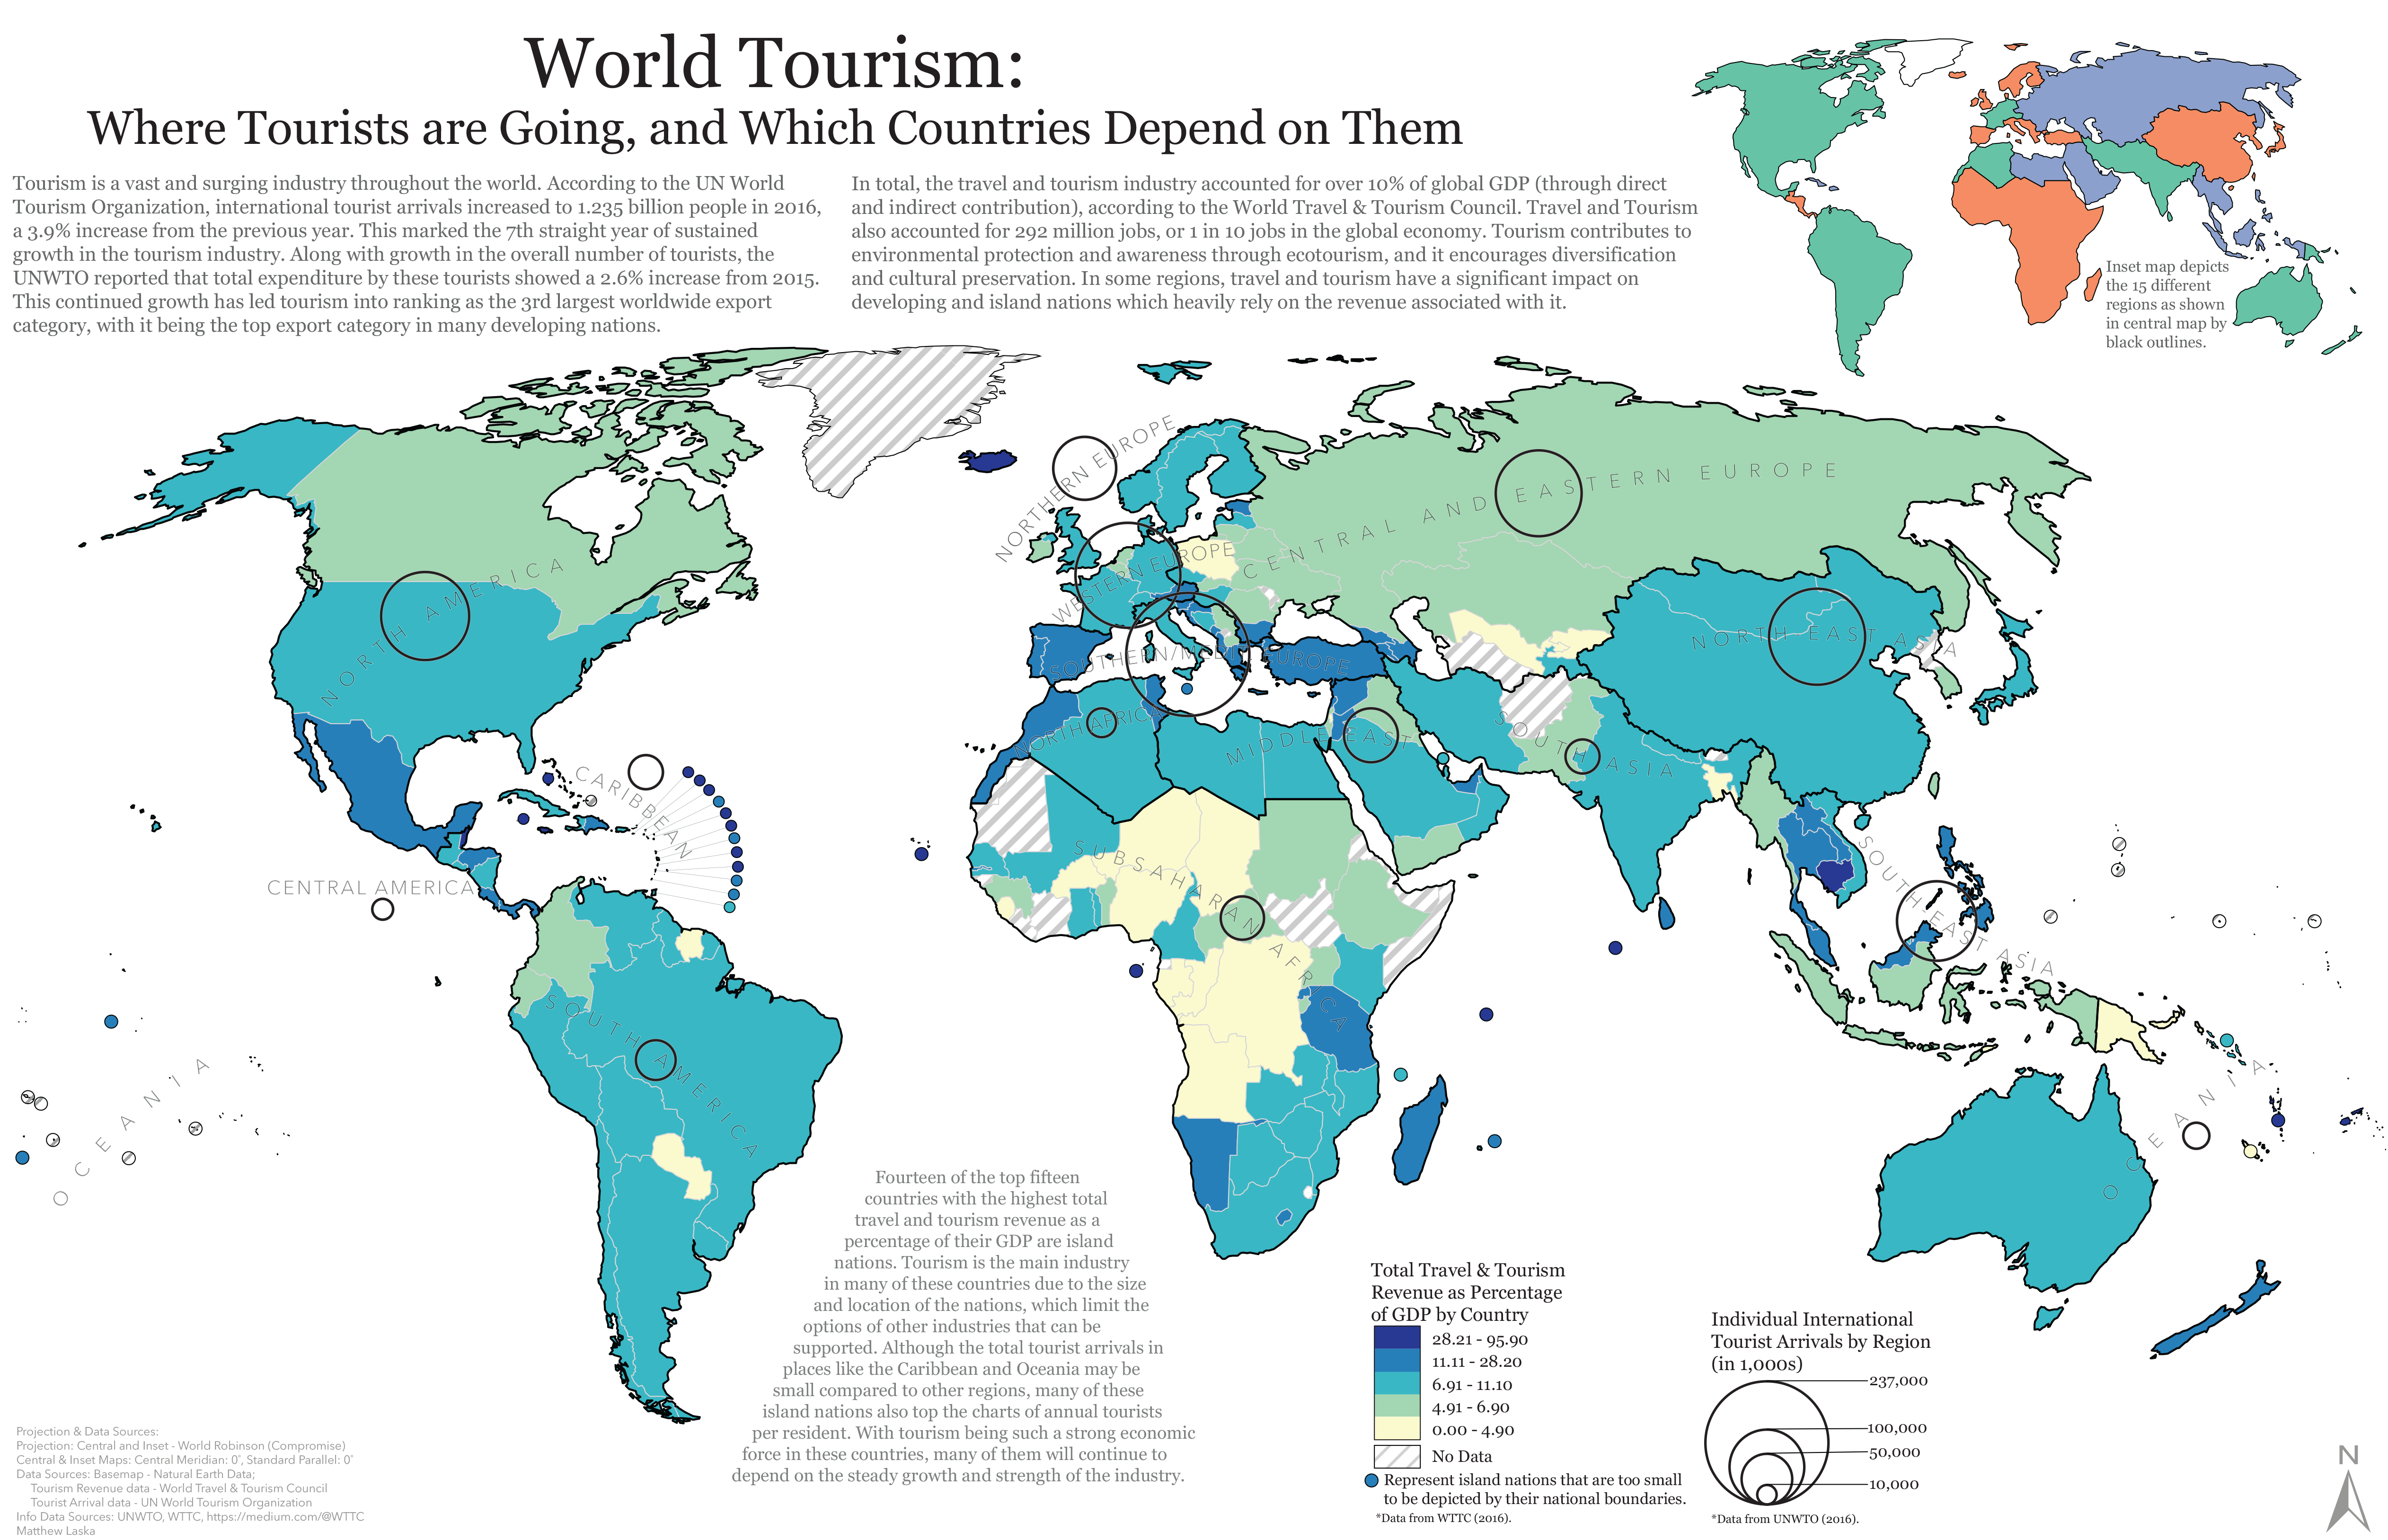 World Tourism:
Where Tourists are Going, and Which Countries Depend on Them
Tourism is a vast and surging industry throughout the world. According to the UN World
Tourism Organization, international tourist arrivals increased to 1.235 billion people in 2016,
a 3.9% increase from the previous year. This marked the 7th straight year of sustained
growth in the tourism industry. Along with growth in the overall number of tourists, the
UNWTO reported that total expenditure by these tourists showed a 2.6% increase from 2015.
This continued growth has led tourism into ranking as the 3rd largest worldwide export
category, with it being the top export category in many developing nations.
In total, the travel and tourism industry accounted for over 10% of global GDP (through direct
and indirect contribution), according to the World Travel & Tourism Council. Travel and Tourism
also accounted for 292 million jobs, or 1 in 10 jobs in the global economy. Tourism contributes to
environmental protection and awareness through ecotourism, and it encourages diversification
and cultural preservation. In some regions, travel and tourism have a significant impact on
developing and island nations which heavily rely on the revenue associated with it.
Inset map depicts
the 15 different
regions as shown
in central map by
black outlines.
NORTHERN EUROPE
CENTRAL AND EASTERN EUROPE
WESTERN EUROPE
NORTH AMERICA
NORTH EAST ASIA
SOUTHERN/MEDIT. EUROPE
NORTH AFRICA
MIDDLE EAST
SOUTH ASIA
CARIBBEAN
CENTRAL AMERICA
SUBSAHARAN AFRICA
SOUTH EAST ASIA
SOUTH AMERICA
OCEANIA
OCEANIA
Fourteen of the top fifteen
countries with the highest total
travel and tourism revenue as a
percentage of their GDP are island
nations. Tourism is the main industry
in many of these countries due to the size
and location of the nations, which limit the
options of other industries that can be
supported. Although the total tourist arrivals in
places like the Caribbean and Oceania may be
small compared to other regions, many of these
island nations also top the charts of annual tourists
per resident. With tourism being such a strong economic
force in these countries, many of them will continue to
depend on the steady growth and strength of the industry.
Total Travel & Tourism
Revenue as Percentage
of GDP by Country
28.21 - 95.90
11.11 - 28.20
6.91 - 11.10
4.91 - 6.90
0.00 - 4.90
No Data
Represent island nations that are too small
to be depicted by their national boundaries.
*Data from WTTC (2016).
Individual International
Tourist Arrivals by Region
(in 1,000s)
237,000
100,000
50,000
10,000
*Data from UNWTO (2016).
N
Projection & Data Sources:
Projection: Central and Inset - World Robinson (Compromise)
Central & Inset Maps: Central Meridian: 0°, Standard Parallel: 0°
Data Sources: Basemap - Natural Earth Data;
Tourism Revenue data - World Travel & Tourism Council
Tourist Arrival data - UN World Tourism Organization
Info Data Sources: UNWTO, WTTC, https://medium.com/@WTTC
Matthew Laska